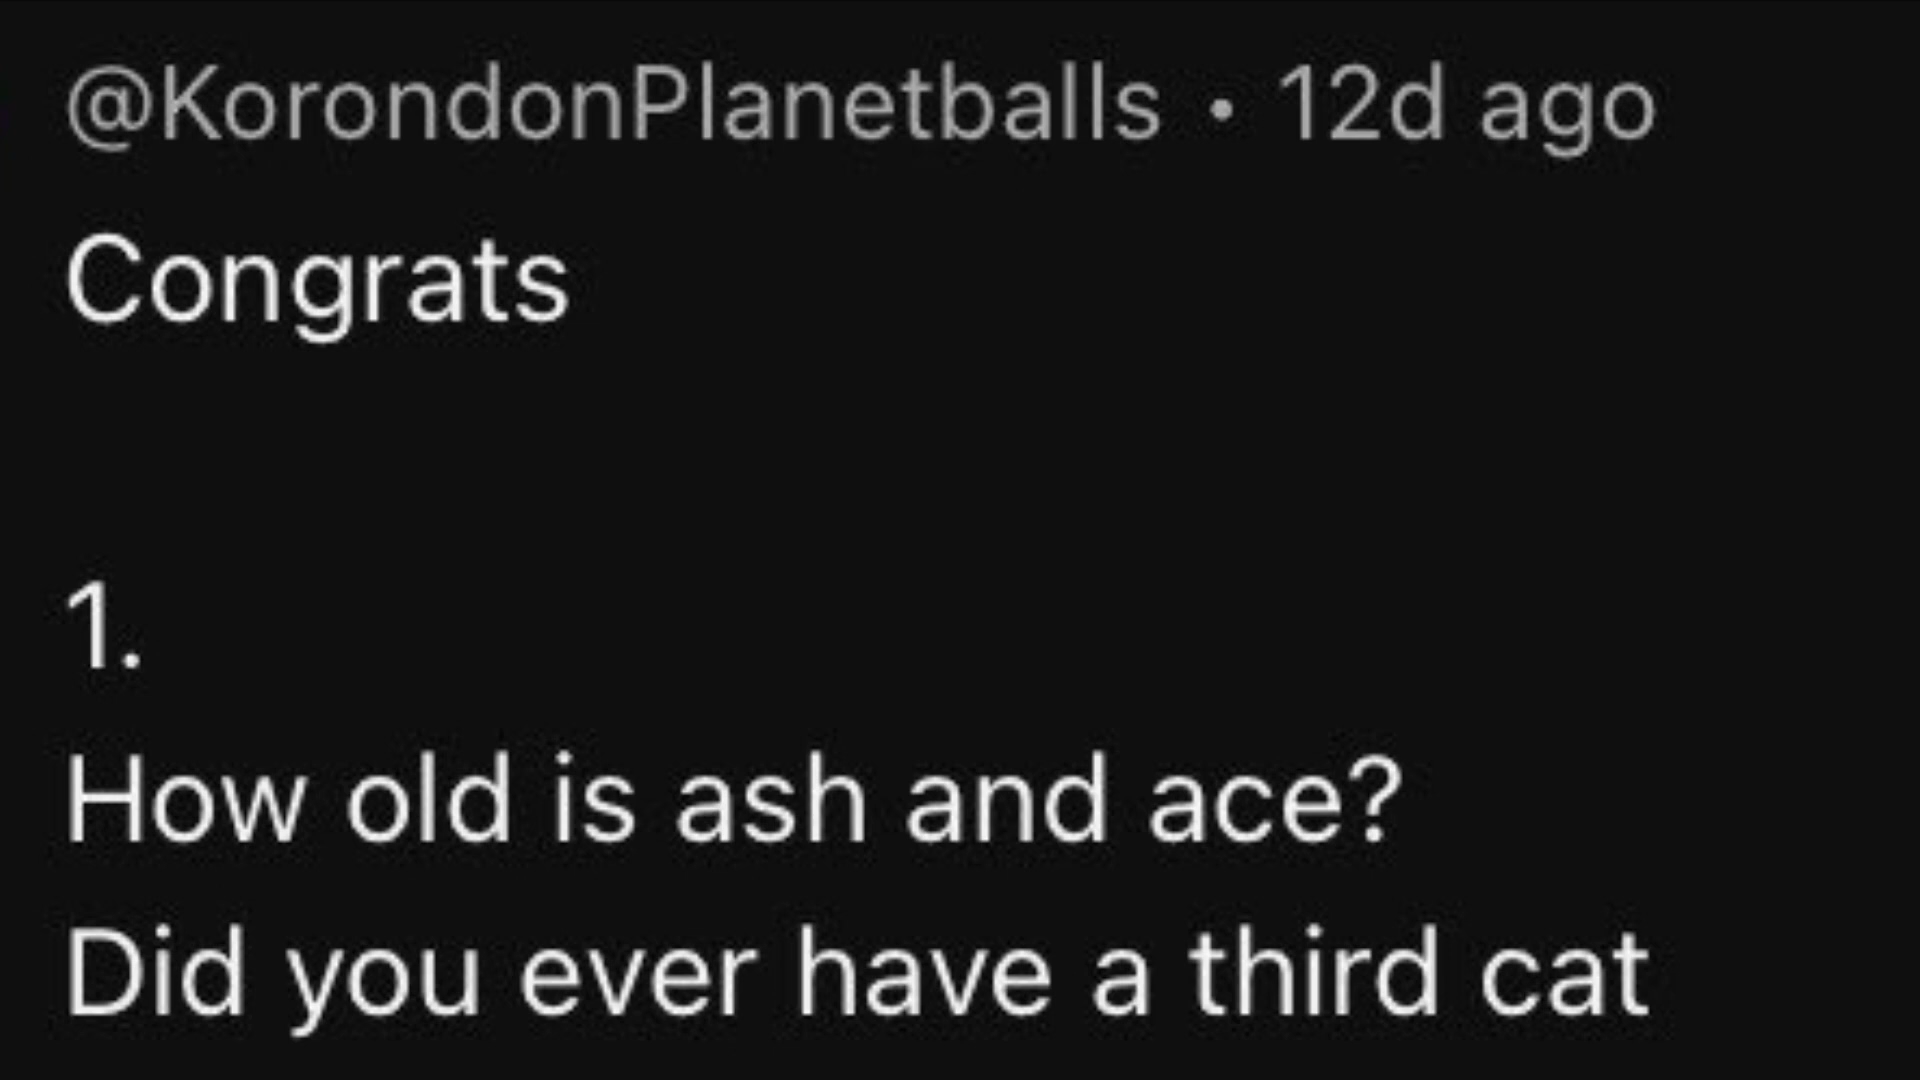 @KorondonPlanetballs • 12d ago
Congrats
1.
How old is ash and ace?
Did you ever have a third cat